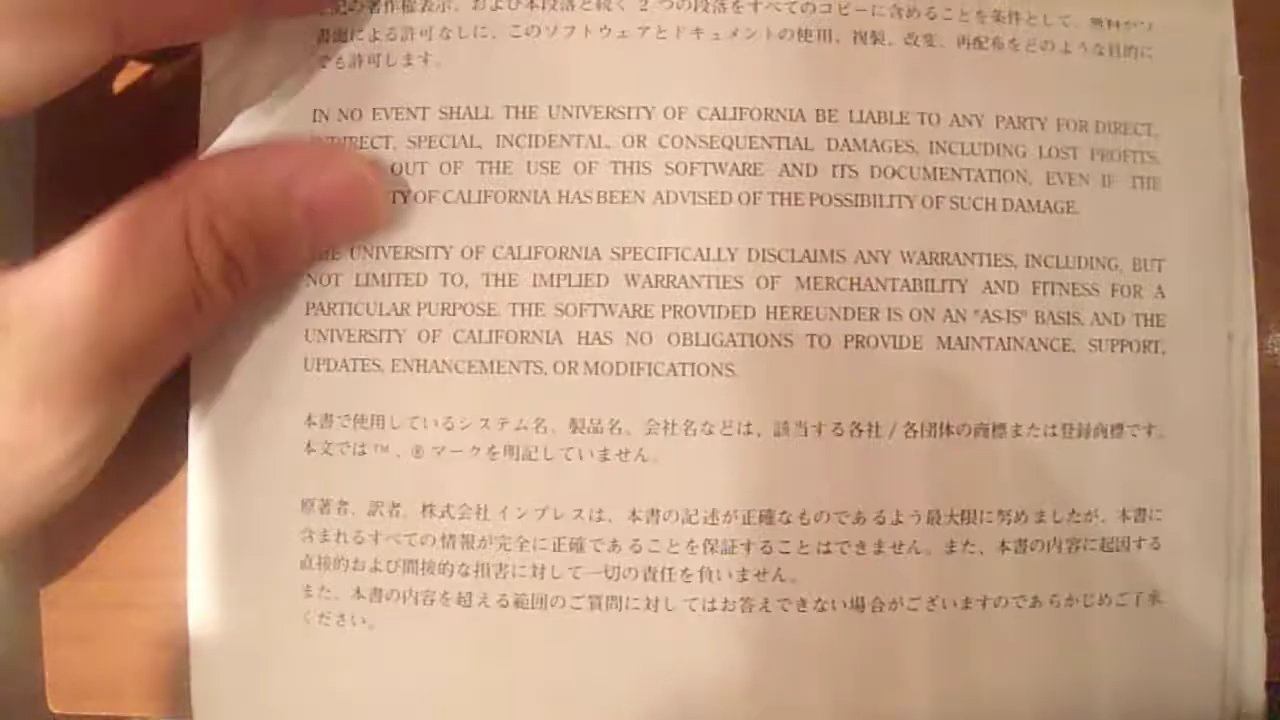 記の著作権表示、および本段落と続く 2 つの段落をすべてのコピーに含めることを条件として、無料かつ
書面による許可なしに、このソフトウェアとドキュメントの使用、複製、改変、再配布をどのような目的に
でも許可します。
IN NO EVENT SHALL THE UNIVERSITY OF CALIFORNIA BE LIABLE TO ANY PARTY FOR DIRECT,
INDIRECT, SPECIAL, INCIDENTAL, OR CONSEQUENTIAL DAMAGES, INCLUDING LOST PROFITS,
OUT OF THE USE OF THIS SOFTWARE AND ITS DOCUMENTATION, EVEN IF THE
TY OF CALIFORNIA HAS BEEN ADVISED OF THE POSSIBILITY OF SUCH DAMAGE.
THE UNIVERSITY OF CALIFORNIA SPECIFICALLY DISCLAIMS ANY WARRANTIES, INCLUDING, BUT
NOT LIMITED TO, THE IMPLIED WARRANTIES OF MERCHANTABILITY AND FITNESS FOR A
PARTICULAR PURPOSE. THE SOFTWARE PROVIDED HEREUNDER IS ON AN "AS-IS" BASIS, AND THE
UNIVERSITY OF CALIFORNIA HAS NO OBLIGATIONS TO PROVIDE MAINTAINANCE, SUPPORT,
UPDATES, ENHANCEMENTS, OR MODIFICATIONS.
本書で使用しているシステム名、製品名、会社名などは、該当する各社 / 各団体の商標または登録商標です。
本文では ™、® マークを明記していません。
原著者、訳者、株式会社インプレスは、本書の記述が正確なものであるよう最大限に努めましたが、本書に
含まれるすべての情報が完全に正確であることを保証することはできません。また、本書の内容に起因する
直接的および間接的な損害に対して一切の責任を負いません。
また、本書の内容を超える範囲のご質問に対してはお答えできない場合がございますのであらかじめご了承
ください。